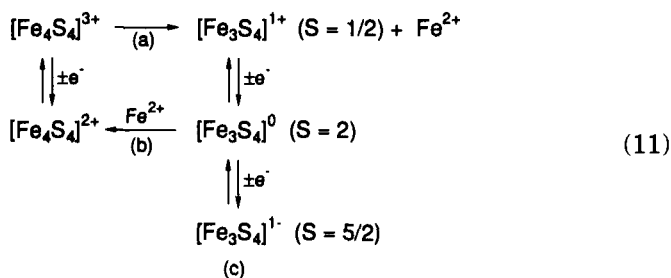 [Fe₄S₄]³⁺ (a) [Fe₃S₄]¹⁺ (S = 1/2) + Fe²⁺
±e⁻ ±e⁻
[Fe₄S₄]²⁺ Fe²⁺ (b) [Fe₃S₄]⁰ (S = 2) (11)
±e⁻
[Fe₃S₄]¹⁻ (S = 5/2)
(c)